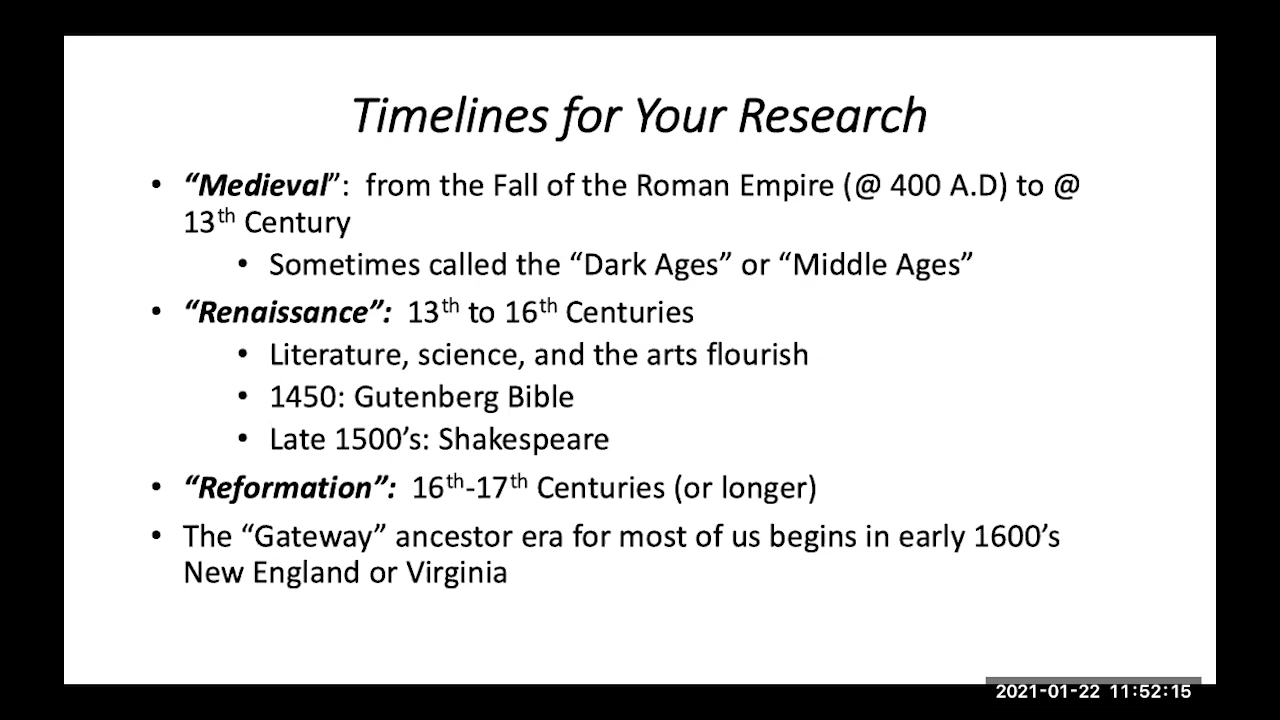 Timelines for Your Research
• “Medieval”: from the Fall of the Roman Empire (@ 400 A.D) to @
13th Century
• Sometimes called the “Dark Ages” or “Middle Ages”
• “Renaissance”: 13th to 16th Centuries
• Literature, science, and the arts flourish
• 1450: Gutenberg Bible
• Late 1500’s: Shakespeare
• “Reformation”: 16th-17th Centuries (or longer)
• The “Gateway” ancestor era for most of us begins in early 1600’s
New England or Virginia
2021-01-22 11:52:15